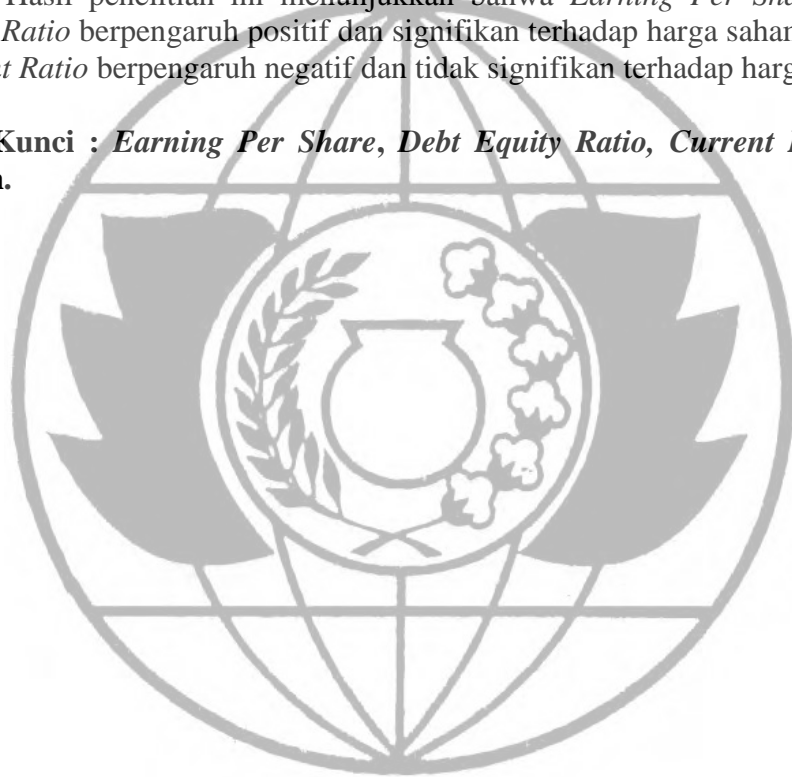 Hasil penelitian ini menunjukkan bahwa Earning Per Sha
Ratio berpengaruh positif dan signifikan terhadap harga saham
nt Ratio berpengaruh negatif dan tidak signifikan terhadap harg
Kunci : Earning Per Share, Debt Equity Ratio, Current